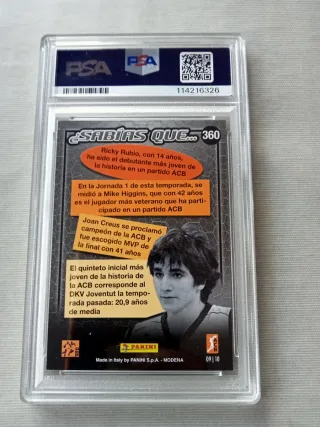 PSA
PSA
114216326
¿SABÍAS QUE... 360
Ricky Rubio, con 14 años,
ha sido el debutante más joven de
la historia en un partido ACB
En la Jornada 1 de esta temporada, se
midió a Mike Higgins, que con 42 años
es el jugador más veterano que ha parti-
cipado en un partido ACB
Joan Creus se proclamó
campeón de la ACB y
fue escogido MVP de
la final con 41 años
El quinteto inicial más
joven de la historia de
la ACB corresponde al
DKV Joventut la tempo-
rada pasada: 20,9 años
de media
PANINI
Made in Italy by PANINI S.p.A. - MODENA
09 | 10